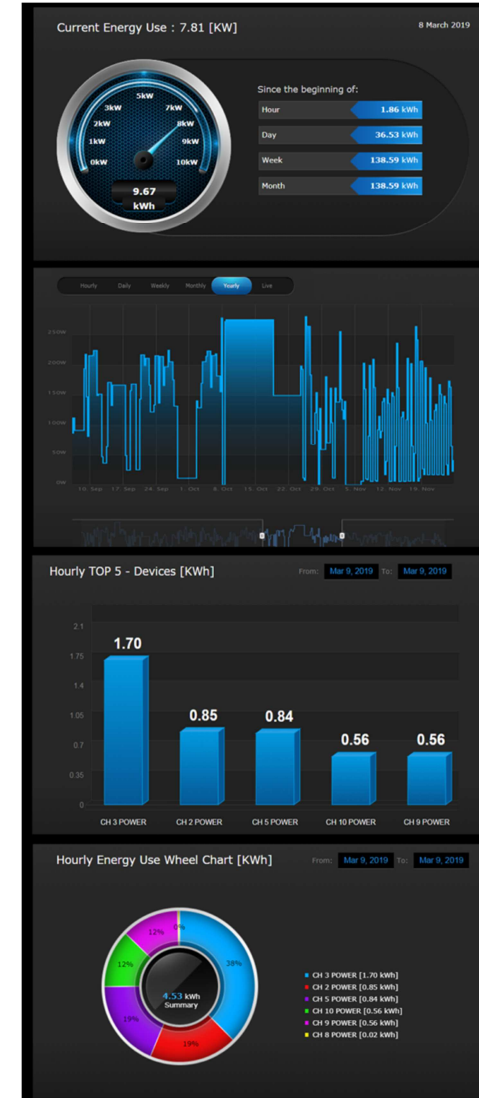 Current Energy Use : 7.81 [KW]
8 March 2019
5kW
3kW 7kW
2kW 8kW
1kW 9kW
0kW 10kW
9.67
kWh
Since the beginning of:
Hour 1.86 kWh
Day 36.53 kWh
Week 138.59 kWh
Month 138.59 kWh
Hourly Daily Weekly Monthly Yearly Live
250W
200W
150W
100W
50W
0W
10. Sep 17. Sep 24. Sep 1. Oct 8. Oct 15. Oct 22. Oct 29. Oct 5. Nov 12. Nov 19. Nov
Hourly TOP 5 - Devices [KWh]
From: Mar 9, 2019 To: Mar 9, 2019
2.1
1.75
1.4
1.05
0.7
0.35
0
1.70
0.85
0.84
0.56
0.56
CH 3 POWER CH 2 POWER CH 5 POWER CH 10 POWER CH 9 POWER
Hourly Energy Use Wheel Chart [KWh]
From: Mar 9, 2019 To: Mar 9, 2019
12% 0%
12% 38%
19% 19%
4.53 kWh
Summary
CH 3 POWER [1.70 kWh]
CH 2 POWER [0.85 kWh]
CH 5 POWER [0.84 kWh]
CH 10 POWER [0.56 kWh]
CH 9 POWER [0.56 kWh]
CH 8 POWER [0.02 kWh]